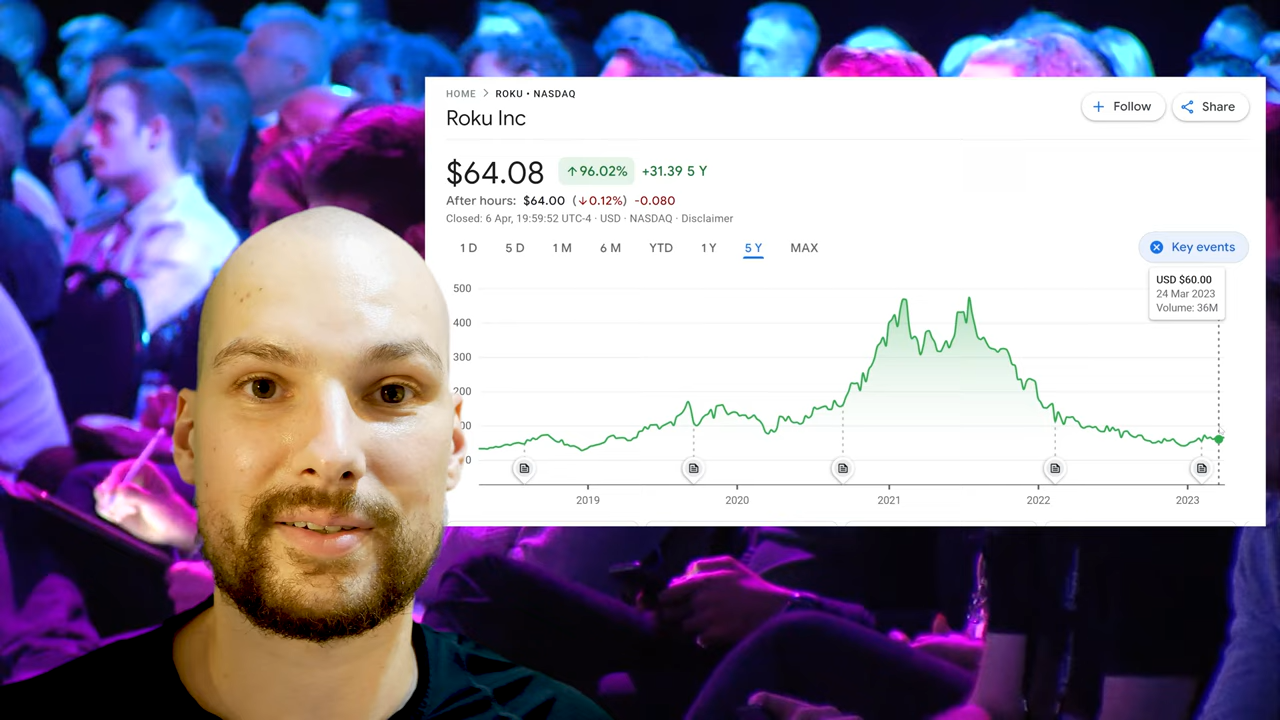 HOME > ROKU • NASDAQ
Roku Inc
+ Follow
Share
$64.08 ↑96.02% +31.39 5 Y
After hours: $64.00 (↓0.12%) -0.080
Closed: 6 Apr, 19:59:52 UTC-4 · USD · NASDAQ · Disclaimer
1 D 5 D 1 M 6 M YTD 1 Y 5 Y MAX
Key events
USD $60.00
24 Mar 2023
Volume: 36M
500
400
300
200
00
0
2019 2020 2021 2022 2023